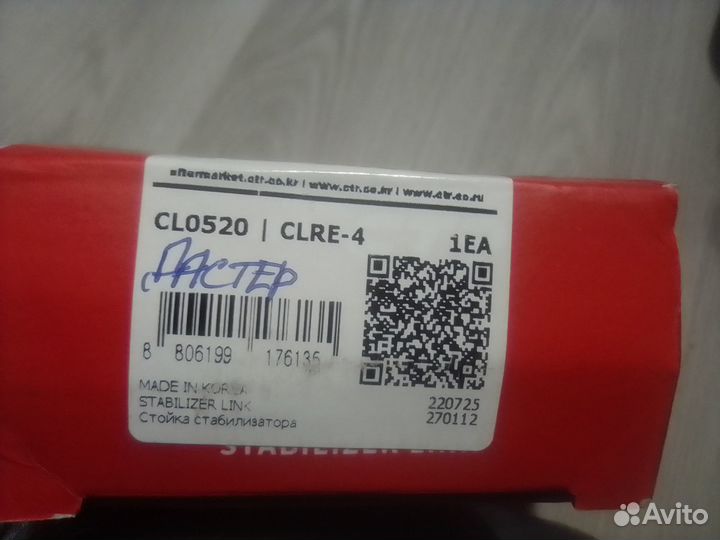 aftermarket.ctr.co.kr | www.ctr.co.kr | www.ctr.co.ru
CL0520 | CLRE-4 1EA
8 806199 176136
MADE IN KOREA
STABILIZER LINK 220725
Стойка стабилизатора 270112
STABILIZER LINK
Avito